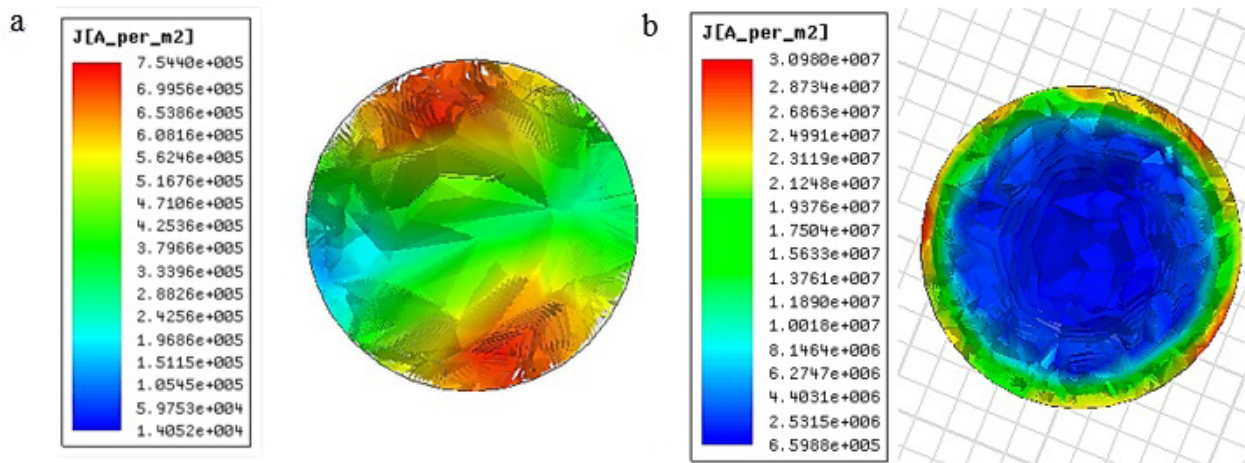 a
J[A_per_m2]
7.5440e+005
6.9956e+005
6.5386e+005
6.0816e+005
5.6246e+005
5.1676e+005
4.7106e+005
4.2536e+005
3.7966e+005
3.3396e+005
2.8826e+005
2.4256e+005
1.9686e+005
1.5115e+005
1.0545e+005
5.9753e+004
1.4052e+004
b
J[A_per_m2]
3.0980e+007
2.8734e+007
2.6863e+007
2.4991e+007
2.3119e+007
2.1248e+007
1.9376e+007
1.7504e+007
1.5633e+007
1.3761e+007
1.1890e+007
1.0018e+007
8.1464e+006
6.2747e+006
4.4031e+006
2.5315e+006
6.5988e+005